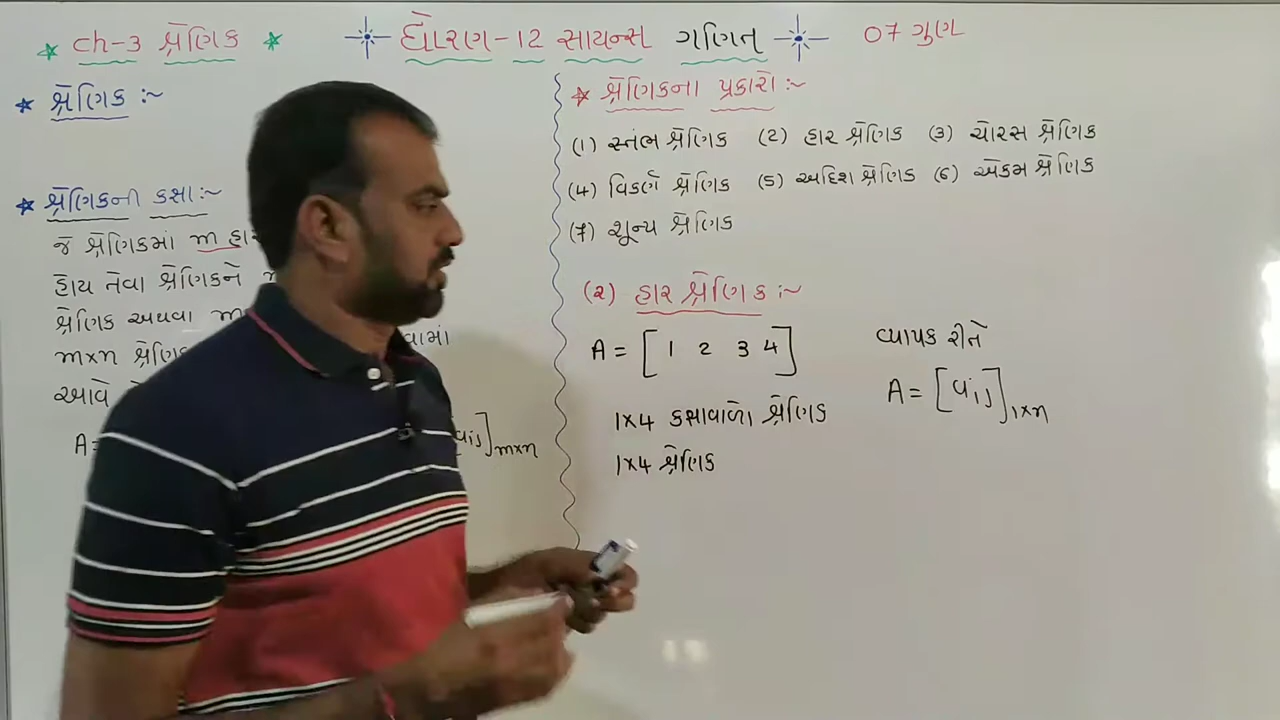 ch-3 શ્રેણિક ધોરણ-12 સાયન્સ ગણિત 07 ગુણ
શ્રેણિક :~
શ્રેણિકની કક્ષા:~
જે શ્રેણિકમાં m હાર
હોય તેવા શ્રેણિકને
શ્રેણિક અથવા m વામાં
m×n શ્રેણિક
આવે
A= aij]m×n
શ્રેણિકના પ્રકારો:~
(1) સ્તંભ શ્રેણિક (2) હાર શ્રેણિક (3) ચોરસ શ્રેણિક
(4) વિકર્ણ શ્રેણિક (5) અદિશ શ્રેણિક (6) એકમ શ્રેણિક
(7) શૂન્ય શ્રેણિક
(૨) હાર શ્રેણિક :~
A = [1 2 3 4]
1×4 કક્ષાવાળો શ્રેણિક
1×4 શ્રેણિક
વ્યાપક રીતે
A = [aij]1×n